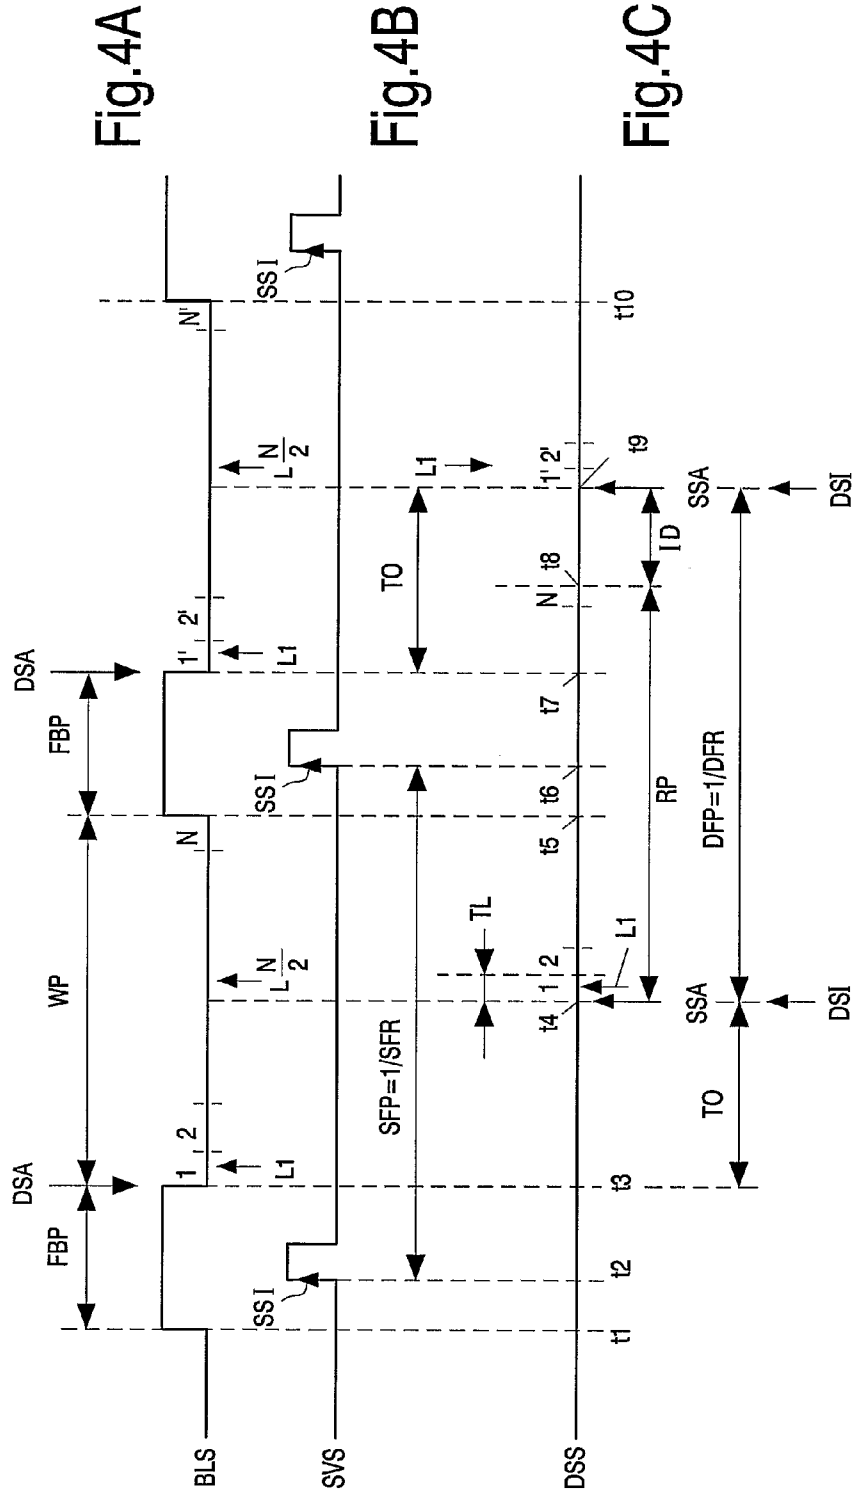 Fig.4A
DSA
DSA
FBP
WP
FBP
BLS
1
2
N
1'
2'
N'
L1
L N/2
L1
L N/2
Fig.4B
SVS
SSI
SSI
SSI
SFP=1/SFR
TO
L1
TL
Fig.4C
DSS
1
2
N
1'
2'
t1
t2
t3
t4
t5
t6
t7
t8
t9
t10
L1
RP
ID
SSA
SSA
TO
DFP=1/DFR
DSI
DSI